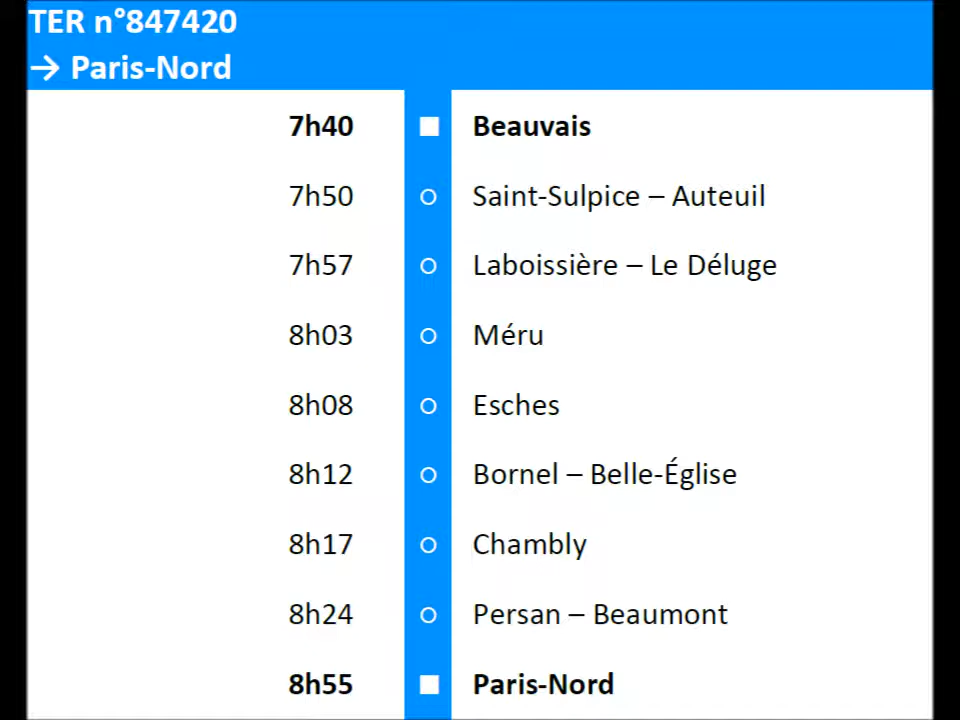 TER n°847420
→ Paris-Nord
7h40 Beauvais
7h50 Saint-Sulpice – Auteuil
7h57 Laboissière – Le Déluge
8h03 Méru
8h08 Esches
8h12 Bornel – Belle-Église
8h17 Chambly
8h24 Persan – Beaumont
8h55 Paris-Nord